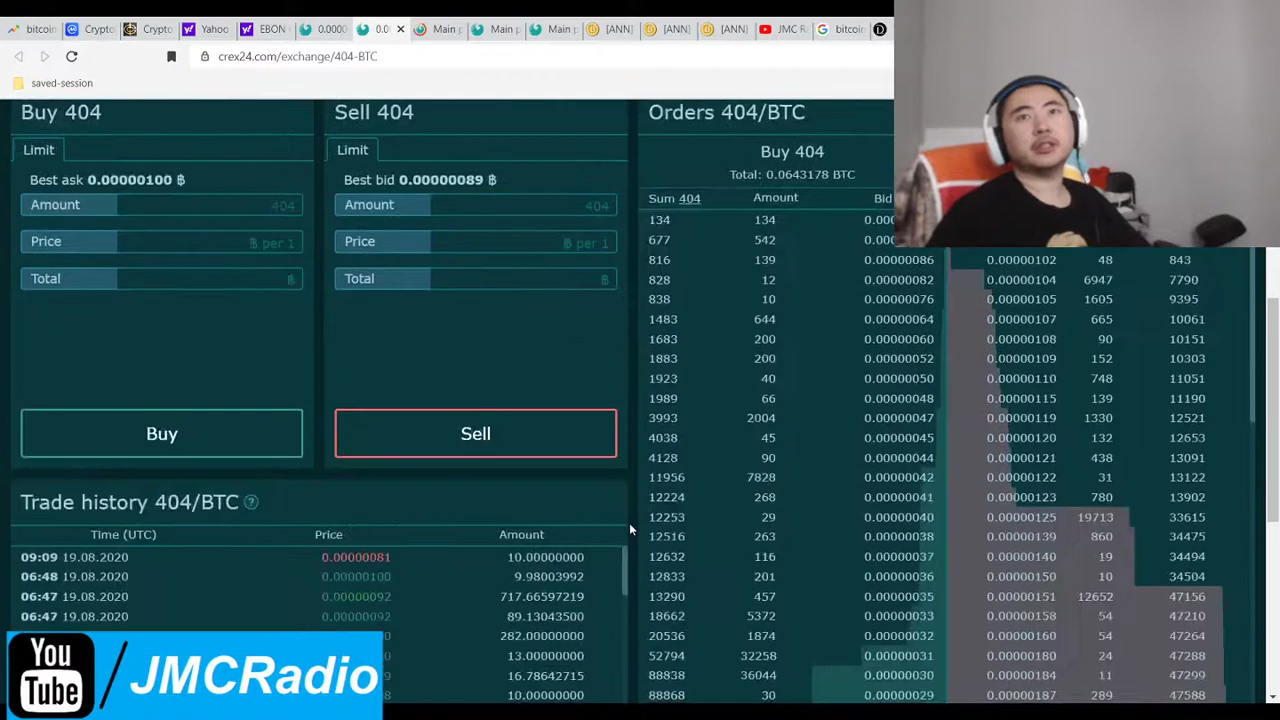 bitcoin Crypto Crypto Yahoo EBON 0.0000 0.0 Main p Main p Main p [ANN] [ANN] [ANN] JMC R bitcoin
crex24.com/exchange/404-BTC
saved-session
Buy 404 Sell 404 Orders 404/BTC
Limit Limit
Buy 404
Total: 0.0643178 BTC
Best ask 0.00000100 ฿ Best bid 0.00000089 ฿
Sum 404 Amount Bid
Amount 404 Amount 404
Price ฿ per 1 Price ฿ per 1
Total ฿ Total ฿
134 134 0.000
677 542 0.000
816 139 0.00000086 0.00000102 48 843
828 12 0.00000082 0.00000104 6947 7790
838 10 0.00000076 0.00000105 1605 9395
1483 644 0.00000064 0.00000107 665 10061
1683 200 0.00000058 0.00000108 90 10151
1883 200 0.00000052 0.00000109 152 10303
1923 40 0.00000050 0.00000110 748 11051
1989 66 0.00000048 0.00000115 139 11190
3993 2004 0.00000047 0.00000119 1330 12521
4038 45 0.00000045 0.00000120 132 12653
4128 90 0.00000044 0.00000121 438 13091
11956 7828 0.00000042 0.00000122 31 13122
12224 268 0.00000041 0.00000123 780 13902
12253 29 0.00000040 0.00000125 19713 33615
12516 263 0.00000038 0.00000139 860 34475
12632 116 0.00000037 0.00000140 19 34494
12833 201 0.00000036 0.00000150 10 34504
13290 457 0.00000035 0.00000151 12652 47156
18662 5372 0.00000033 0.00000158 54 47210
20536 1874 0.00000032 0.00000160 54 47264
52794 32258 0.00000031 0.00000180 24 47288
88838 36044 0.00000030 0.00000184 11 47299
88868 30 0.00000029 0.00000187 289 47588
Buy Sell
Trade history 404/BTC ?
Time (UTC) Price Amount
09:09 19.08.2020 0.00000081 10.00000000
06:48 19.08.2020 0.00000100 9.98003992
06:47 19.08.2020 0.00000092 717.66597219
06:47 19.08.2020 0.00000092 89.13043500
282.00000000
13.00000000
16.78642715
10.00000000
You Tube / JMCRadio